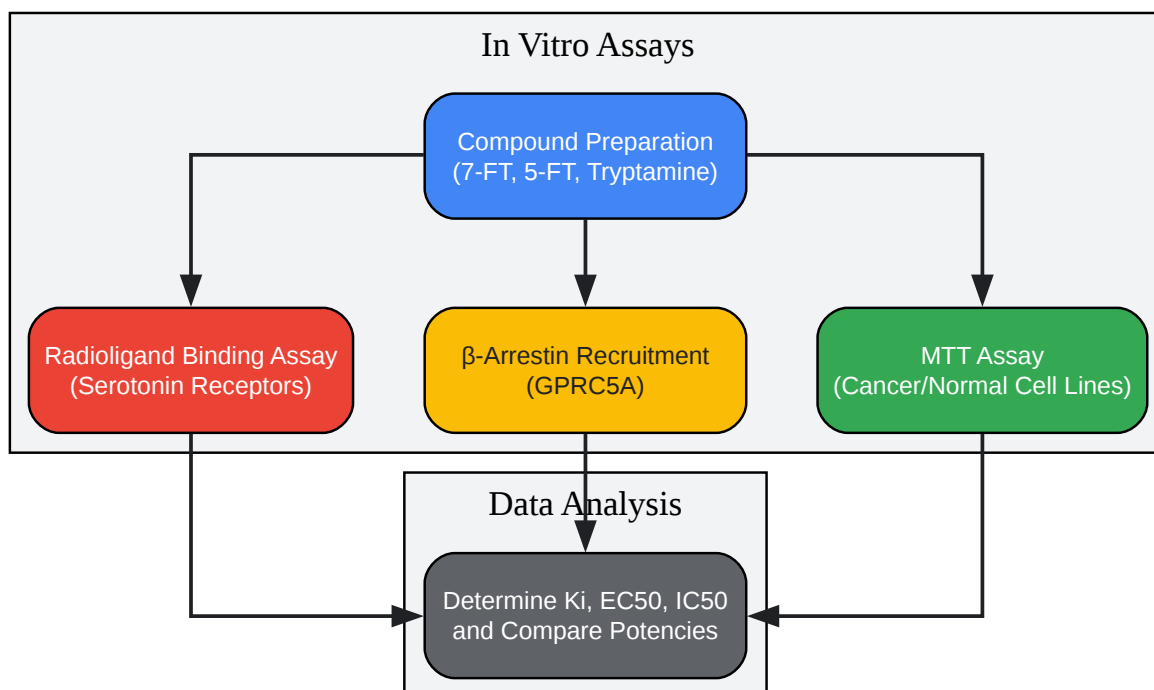 In Vitro Assays
Compound Preparation
(7-FT, 5-FT, Tryptamine)
Radioligand Binding Assay
(Serotonin Receptors)
β-Arrestin Recruitment
(GPRC5A)
MTT Assay
(Cancer/Normal Cell Lines)
Data Analysis
Determine Ki, EC50, IC50
and Compare Potencies